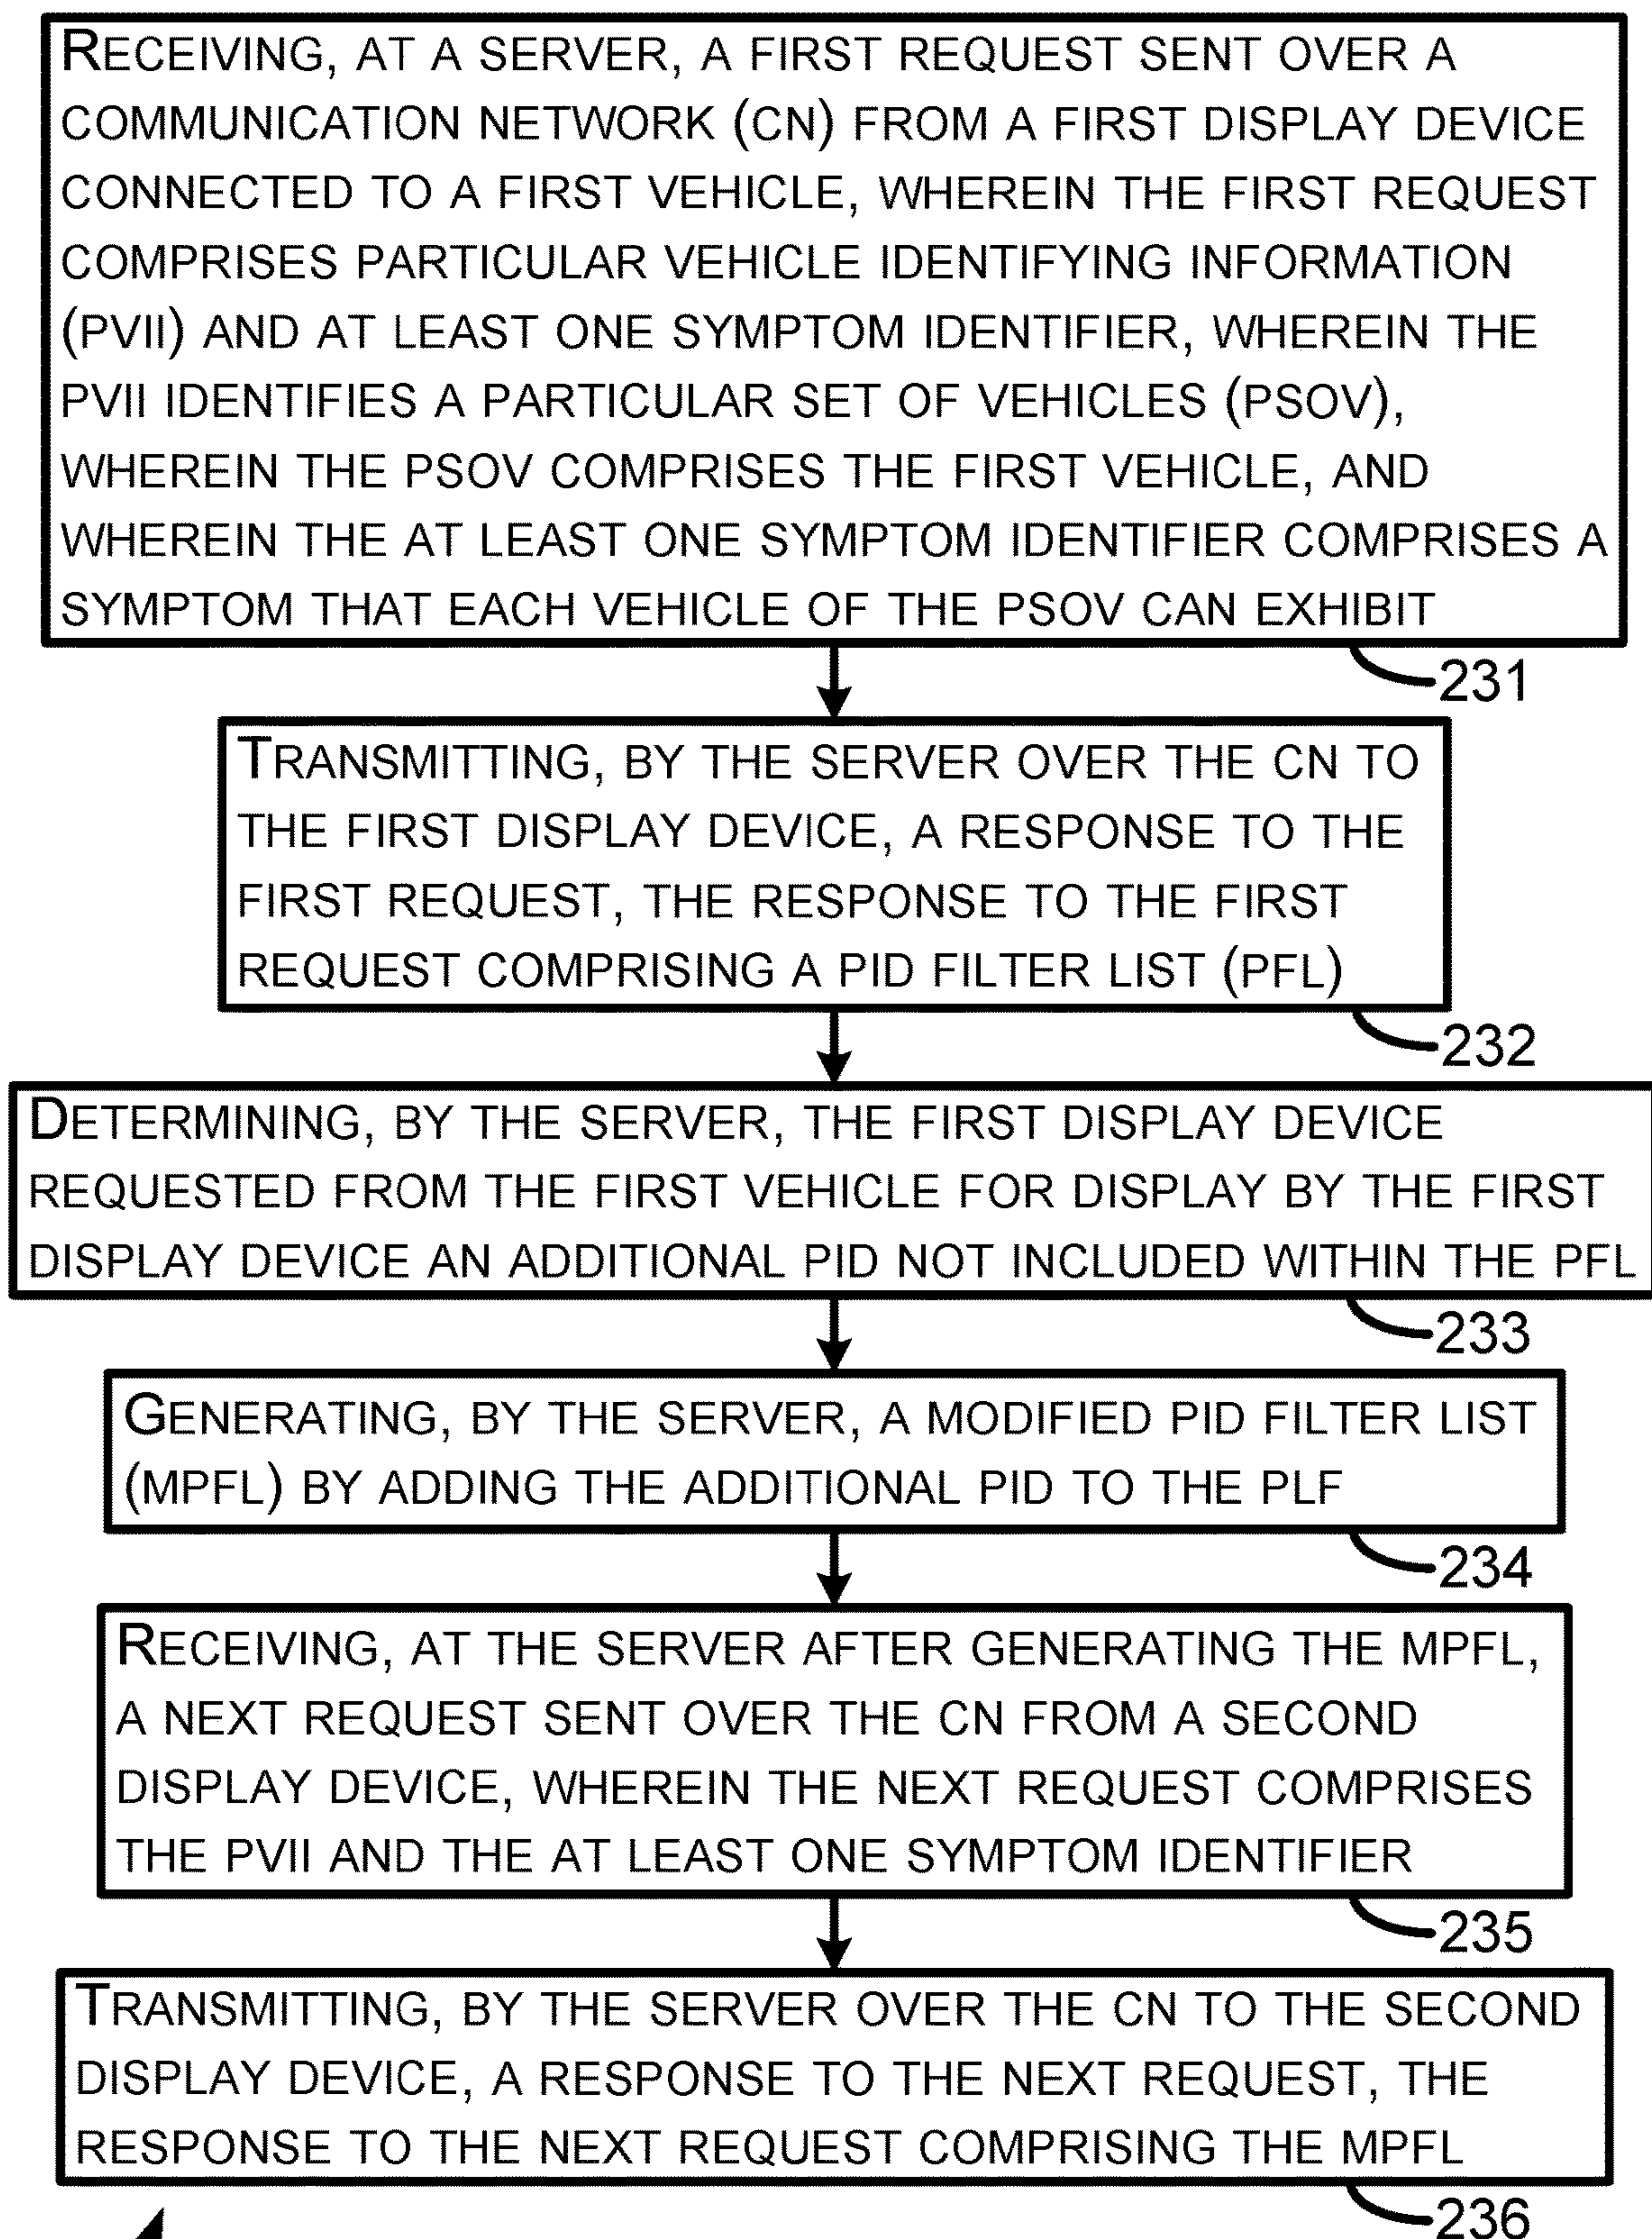 RECEIVING, AT A SERVER, A FIRST REQUEST SENT OVER A
COMMUNICATION NETWORK (CN) FROM A FIRST DISPLAY DEVICE
CONNECTED TO A FIRST VEHICLE, WHEREIN THE FIRST REQUEST
COMPRISES PARTICULAR VEHICLE IDENTIFYING INFORMATION
(PVII) AND AT LEAST ONE SYMPTOM IDENTIFIER, WHEREIN THE
PVII IDENTIFIES A PARTICULAR SET OF VEHICLES (PSOV),
WHEREIN THE PSOV COMPRISES THE FIRST VEHICLE, AND
WHEREIN THE AT LEAST ONE SYMPTOM IDENTIFIER COMPRISES A
SYMPTOM THAT EACH VEHICLE OF THE PSOV CAN EXHIBIT
231
TRANSMITTING, BY THE SERVER OVER THE CN TO
THE FIRST DISPLAY DEVICE, A RESPONSE TO THE
FIRST REQUEST, THE RESPONSE TO THE FIRST
REQUEST COMPRISING A PID FILTER LIST (PFL)
232
DETERMINING, BY THE SERVER, THE FIRST DISPLAY DEVICE
REQUESTED FROM THE FIRST VEHICLE FOR DISPLAY BY THE FIRST
DISPLAY DEVICE AN ADDITIONAL PID NOT INCLUDED WITHIN THE PFL
233
GENERATING, BY THE SERVER, A MODIFIED PID FILTER LIST
(MPFL) BY ADDING THE ADDITIONAL PID TO THE PLF
234
RECEIVING, AT THE SERVER AFTER GENERATING THE MPFL,
A NEXT REQUEST SENT OVER THE CN FROM A SECOND
DISPLAY DEVICE, WHEREIN THE NEXT REQUEST COMPRISES
THE PVII AND THE AT LEAST ONE SYMPTOM IDENTIFIER
235
TRANSMITTING, BY THE SERVER OVER THE CN TO THE SECOND
DISPLAY DEVICE, A RESPONSE TO THE NEXT REQUEST, THE
RESPONSE TO THE NEXT REQUEST COMPRISING THE MPFL
236